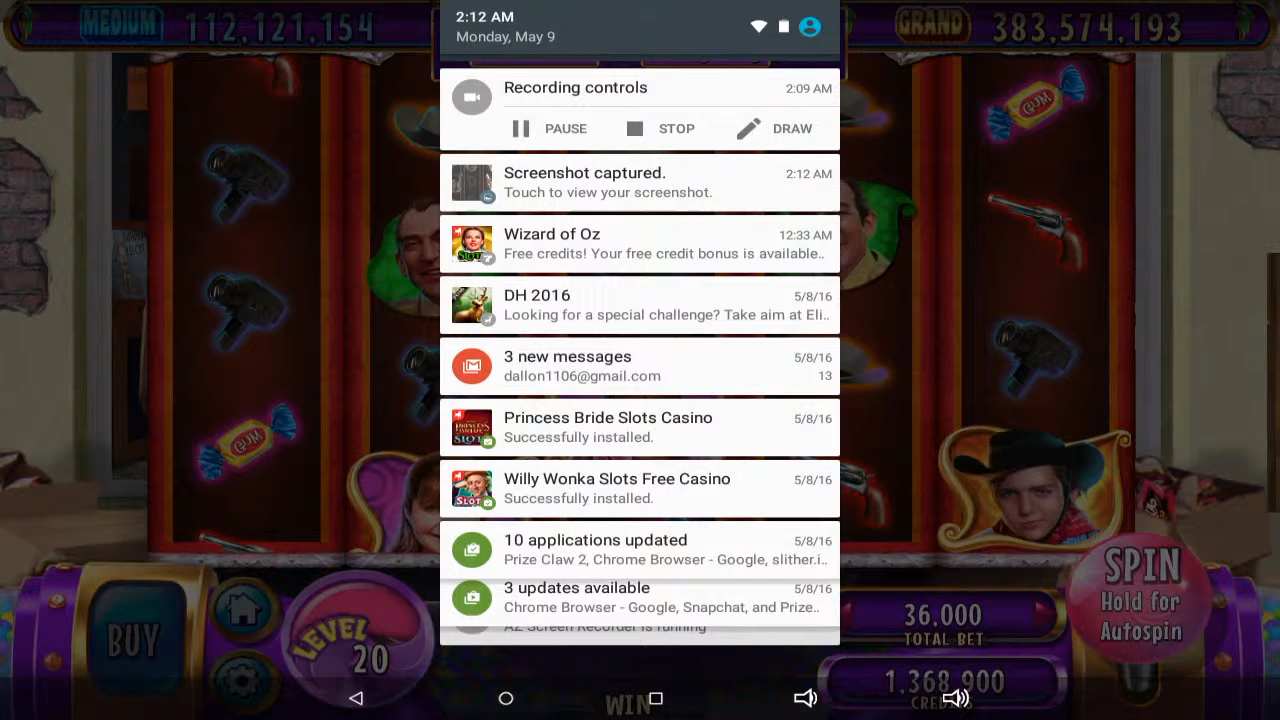 MEDIUM 112,121,154
GRAND 383,574,193
2:12 AM
Monday, May 9
Recording controls 2:09 AM
PAUSE STOP DRAW
Screenshot captured. 2:12 AM
Touch to view your screenshot.
Wizard of Oz 12:33 AM
Free credits! Your free credit bonus is available..
DH 2016 5/8/16
Looking for a special challenge? Take aim at Eli..
3 new messages 5/8/16
dallon1106@gmail.com 13
Princess Bride Slots Casino 5/8/16
Successfully installed.
Willy Wonka Slots Free Casino 5/8/16
Successfully installed.
10 applications updated 5/8/16
Prize Claw 2, Chrome Browser - Google, slither.i..
3 updates available 5/8/16
Chrome Browser - Google, Snapchat, and Prize..
AZ Screen Recorder is running
GUM
GUM
BUY
LEVEL
20
WIN
36,000
TOTAL BET
1,368,900
CREDITS
SPIN
Hold for
Autospin